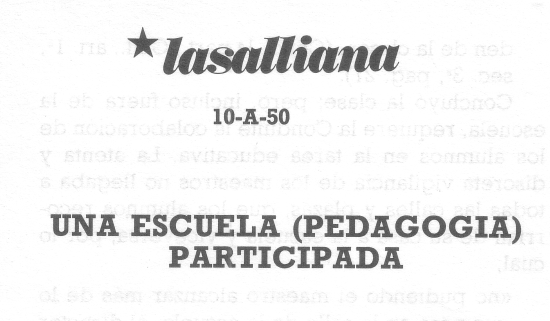 ★ lasalliana
10-A-50
UNA ESCUELA (PEDAGOGIA)
PARTICIPADA